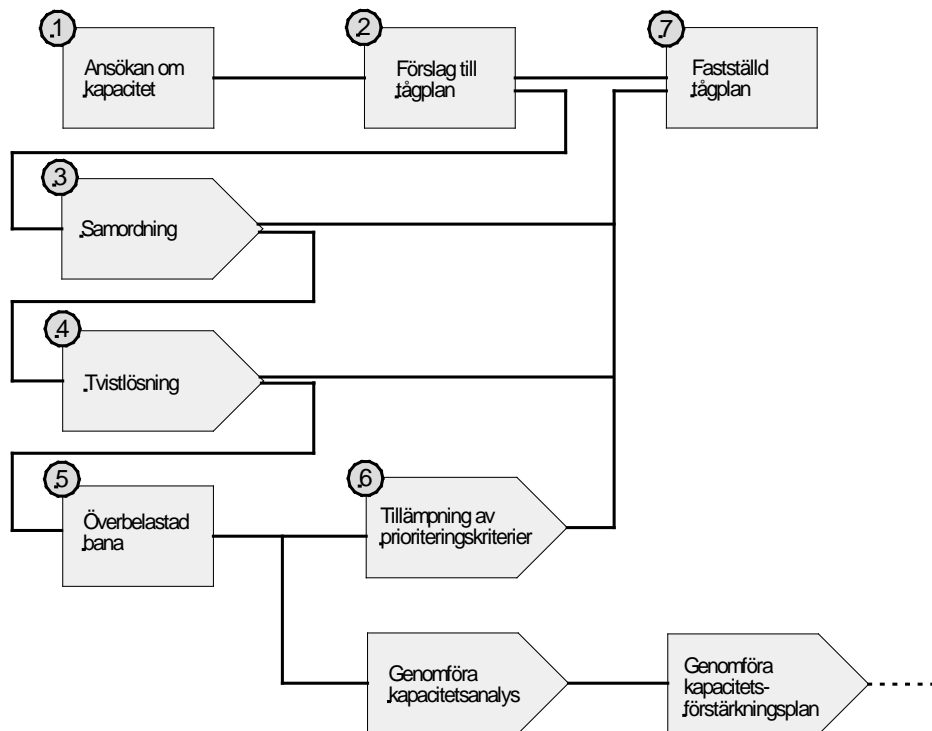 1
Ansökan om
kapacitet
2
Förslag till
tågplan
7
Fastställd
tågplan
3
Samordning
4
Tvistlösning
5
Överbelastad
bana
6
Tillämpning av
prioriteringskriterier
Genomföra
kapacitetsanalys
Genomföra
kapacitets-
förstärkningsplan